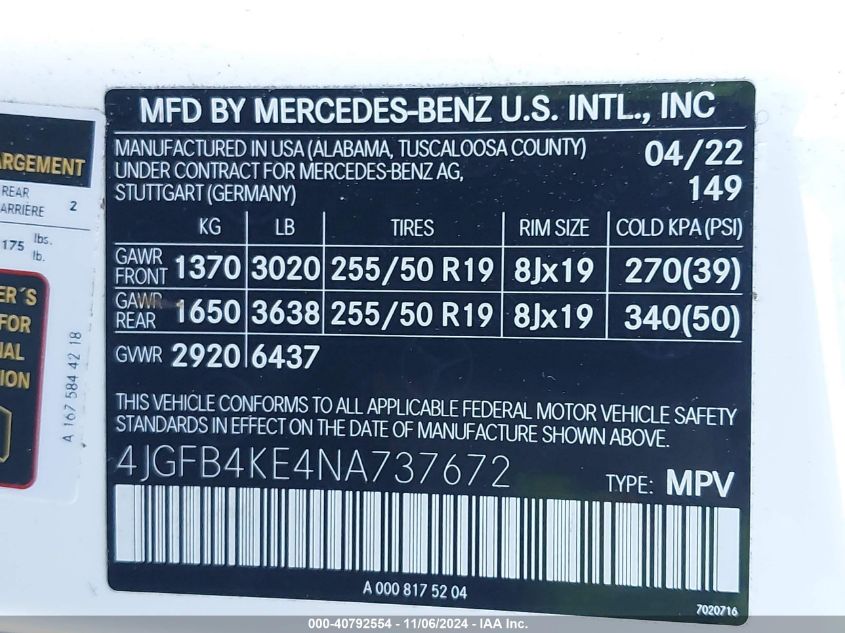 ARGEMENT
REAR
ARRIERE 2
175 lbs.
lb.
ER´S
FOR
NAL
TION
A 167 584 42 18
MFD BY MERCEDES-BENZ U.S. INTL., INC
MANUFACTURED IN USA (ALABAMA, TUSCALOOSA COUNTY) 04/22
UNDER CONTRACT FOR MERCEDES-BENZ AG,
STUTTGART (GERMANY) 149
KG LB TIRES RIM SIZE COLD KPA (PSI)
GAWR FRONT 1370 3020 255/50 R19 8Jx19 270(39)
GAWR REAR 1650 3638 255/50 R19 8Jx19 340(50)
GVWR 2920 6437
THIS VEHICLE CONFORMS TO ALL APPLICABLE FEDERAL MOTOR VEHICLE SAFETY
STANDARDS IN EFFECT ON THE DATE OF MANUFACTURE SHOWN ABOVE.
4JGFB4KE4NA737672 TYPE: MPV
A 000 817 52 04
7020716
000-40792554 - 11/06/2024 - IAA Inc.